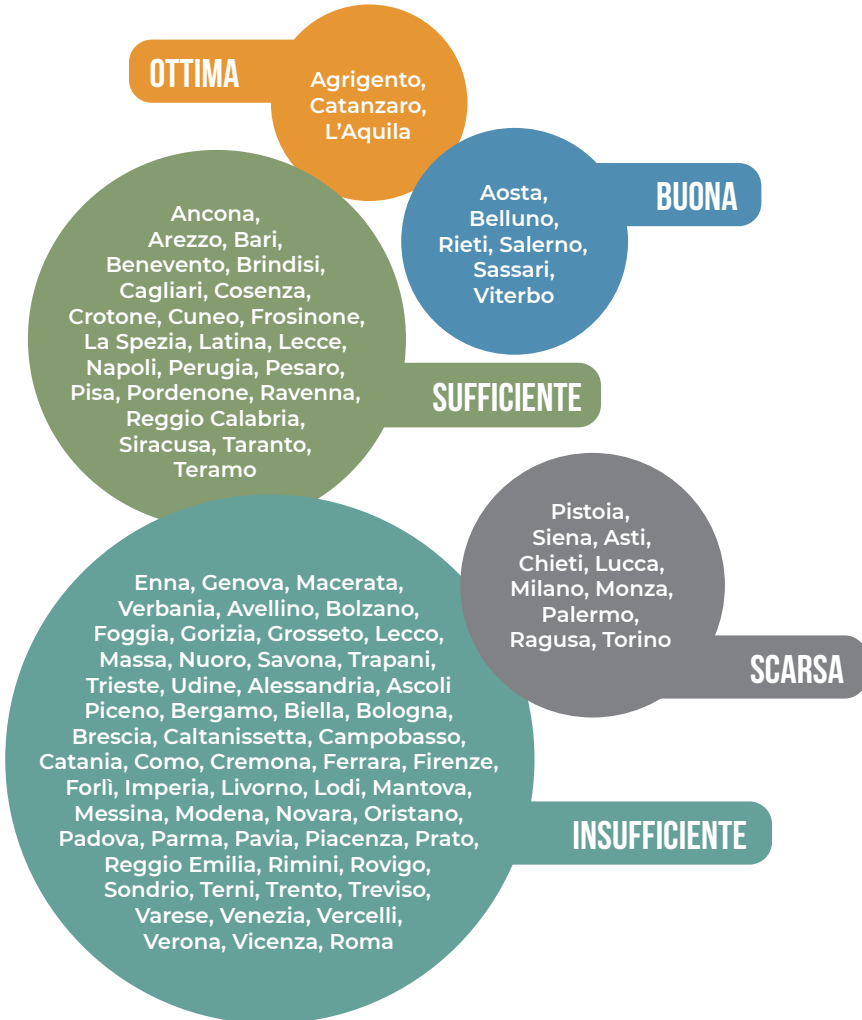 OTTIMA
Agrigento,
Catanzaro,
L'Aquila
BUONA
Aosta,
Belluno,
Rieti, Salerno,
Sassari,
Viterbo
Ancona,
Arezzo, Bari,
Benevento, Brindisi,
Cagliari, Cosenza,
Crotone, Cuneo, Frosinone,
La Spezia, Latina, Lecce,
Napoli, Perugia, Pesaro,
Pisa, Pordenone, Ravenna,
Reggio Calabria,
Siracusa, Taranto,
Teramo
SUFFICIENTE
Pistoia,
Siena, Asti,
Chieti, Lucca,
Milano, Monza,
Palermo,
Ragusa, Torino
SCARSA
Enna, Genova, Macerata,
Verbania, Avellino, Bolzano,
Foggia, Gorizia, Grosseto, Lecco,
Massa, Nuoro, Savona, Trapani,
Trieste, Udine, Alessandria, Ascoli
Piceno, Bergamo, Biella, Bologna,
Brescia, Caltanissetta, Campobasso,
Catania, Como, Cremona, Ferrara, Firenze,
Forlì, Imperia, Livorno, Lodi, Mantova,
Messina, Modena, Novara, Oristano,
Padova, Parma, Pavia, Piacenza, Prato,
Reggio Emilia, Rimini, Rovigo,
Sondrio, Terni, Trento, Treviso,
Varese, Venezia, Vercelli,
Verona, Vicenza, Roma
INSUFFICIENTE